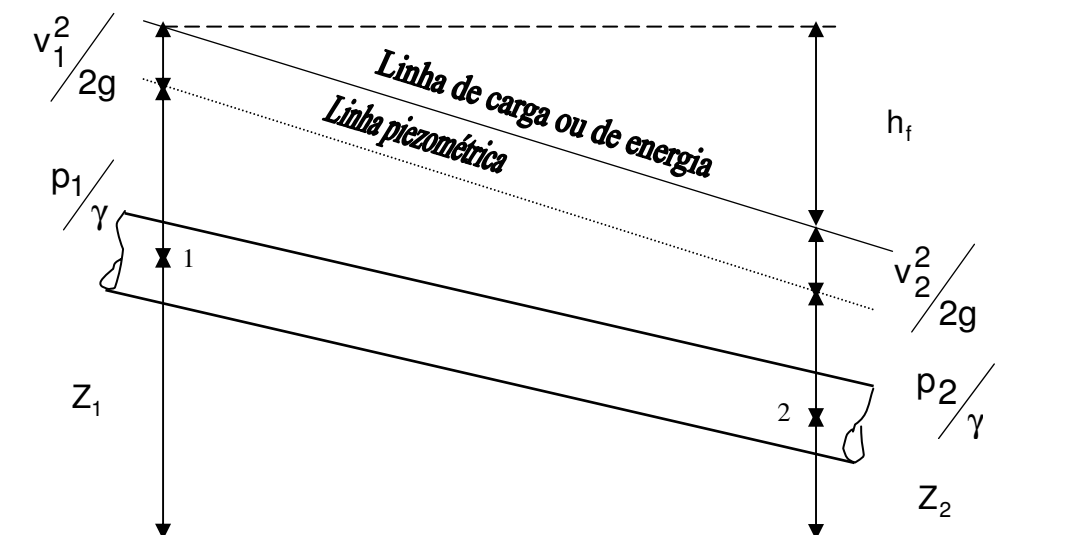 v₁²/2g
Linha de carga ou de energia
Linha piezométrica
h_f
p₁/γ
1
v₂²/2g
Z₁
p₂/γ
2
Z₂